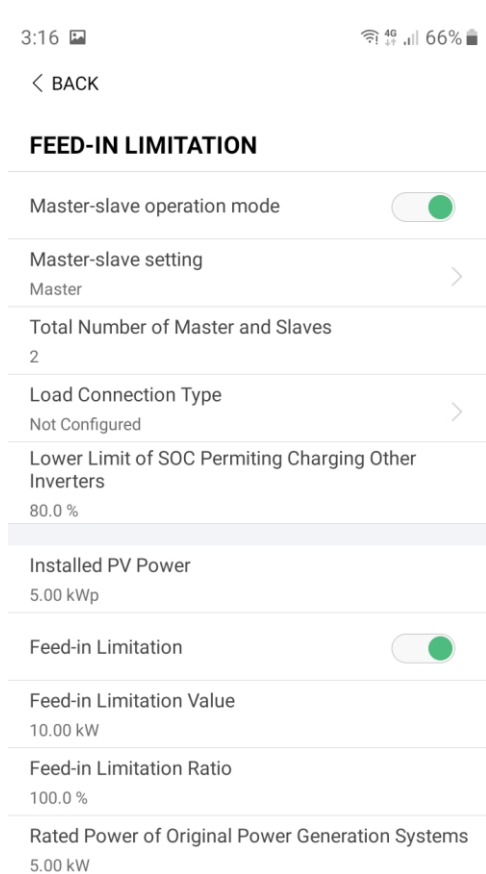 3:16
4G
66%
BACK
FEED-IN LIMITATION
Master-slave operation mode
Master-slave setting
Master
Total Number of Master and Slaves
2
Load Connection Type
Not Configured
Lower Limit of SOC Permiting Charging Other
Inverters
80.0 %
Installed PV Power
5.00 kWp
Feed-in Limitation
Feed-in Limitation Value
10.00 kW
Feed-in Limitation Ratio
100.0 %
Rated Power of Original Power Generation Systems
5.00 kW